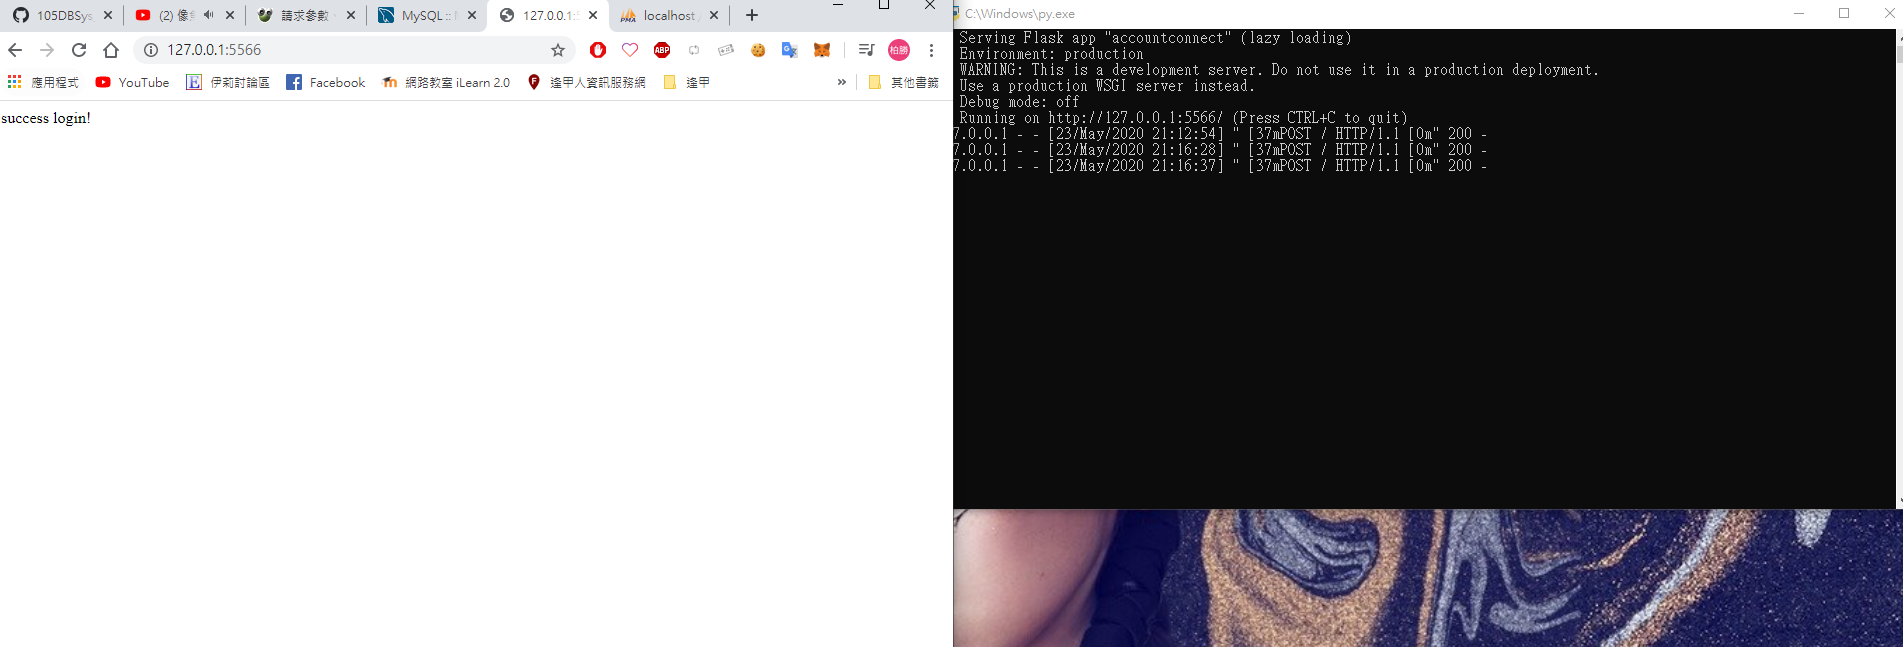 105DBSys
(2) 像
請求參數
MySQL ::
127.0.0.1:5
localhost
127.0.0.1:5566
ABP
柏勝
應用程式
YouTube
伊莉討論區
Facebook
網路教室 iLearn 2.0
逢甲人資訊服務網
逢甲
»
其他書籤
success login!
C:\Windows\py.exe
Serving Flask app "accountconnect" (lazy loading)
Environment: production
WARNING: This is a development server. Do not use it in a production deployment.
Use a production WSGI server instead.
Debug mode: off
Running on http://127.0.0.1:5566/ (Press CTRL+C to quit)
7.0.0.1 - - [23/May/2020 21:12:54] " [37mPOST / HTTP/1.1 [0m" 200 -
7.0.0.1 - - [23/May/2020 21:16:28] " [37mPOST / HTTP/1.1 [0m" 200 -
7.0.0.1 - - [23/May/2020 21:16:37] " [37mPOST / HTTP/1.1 [0m" 200 -